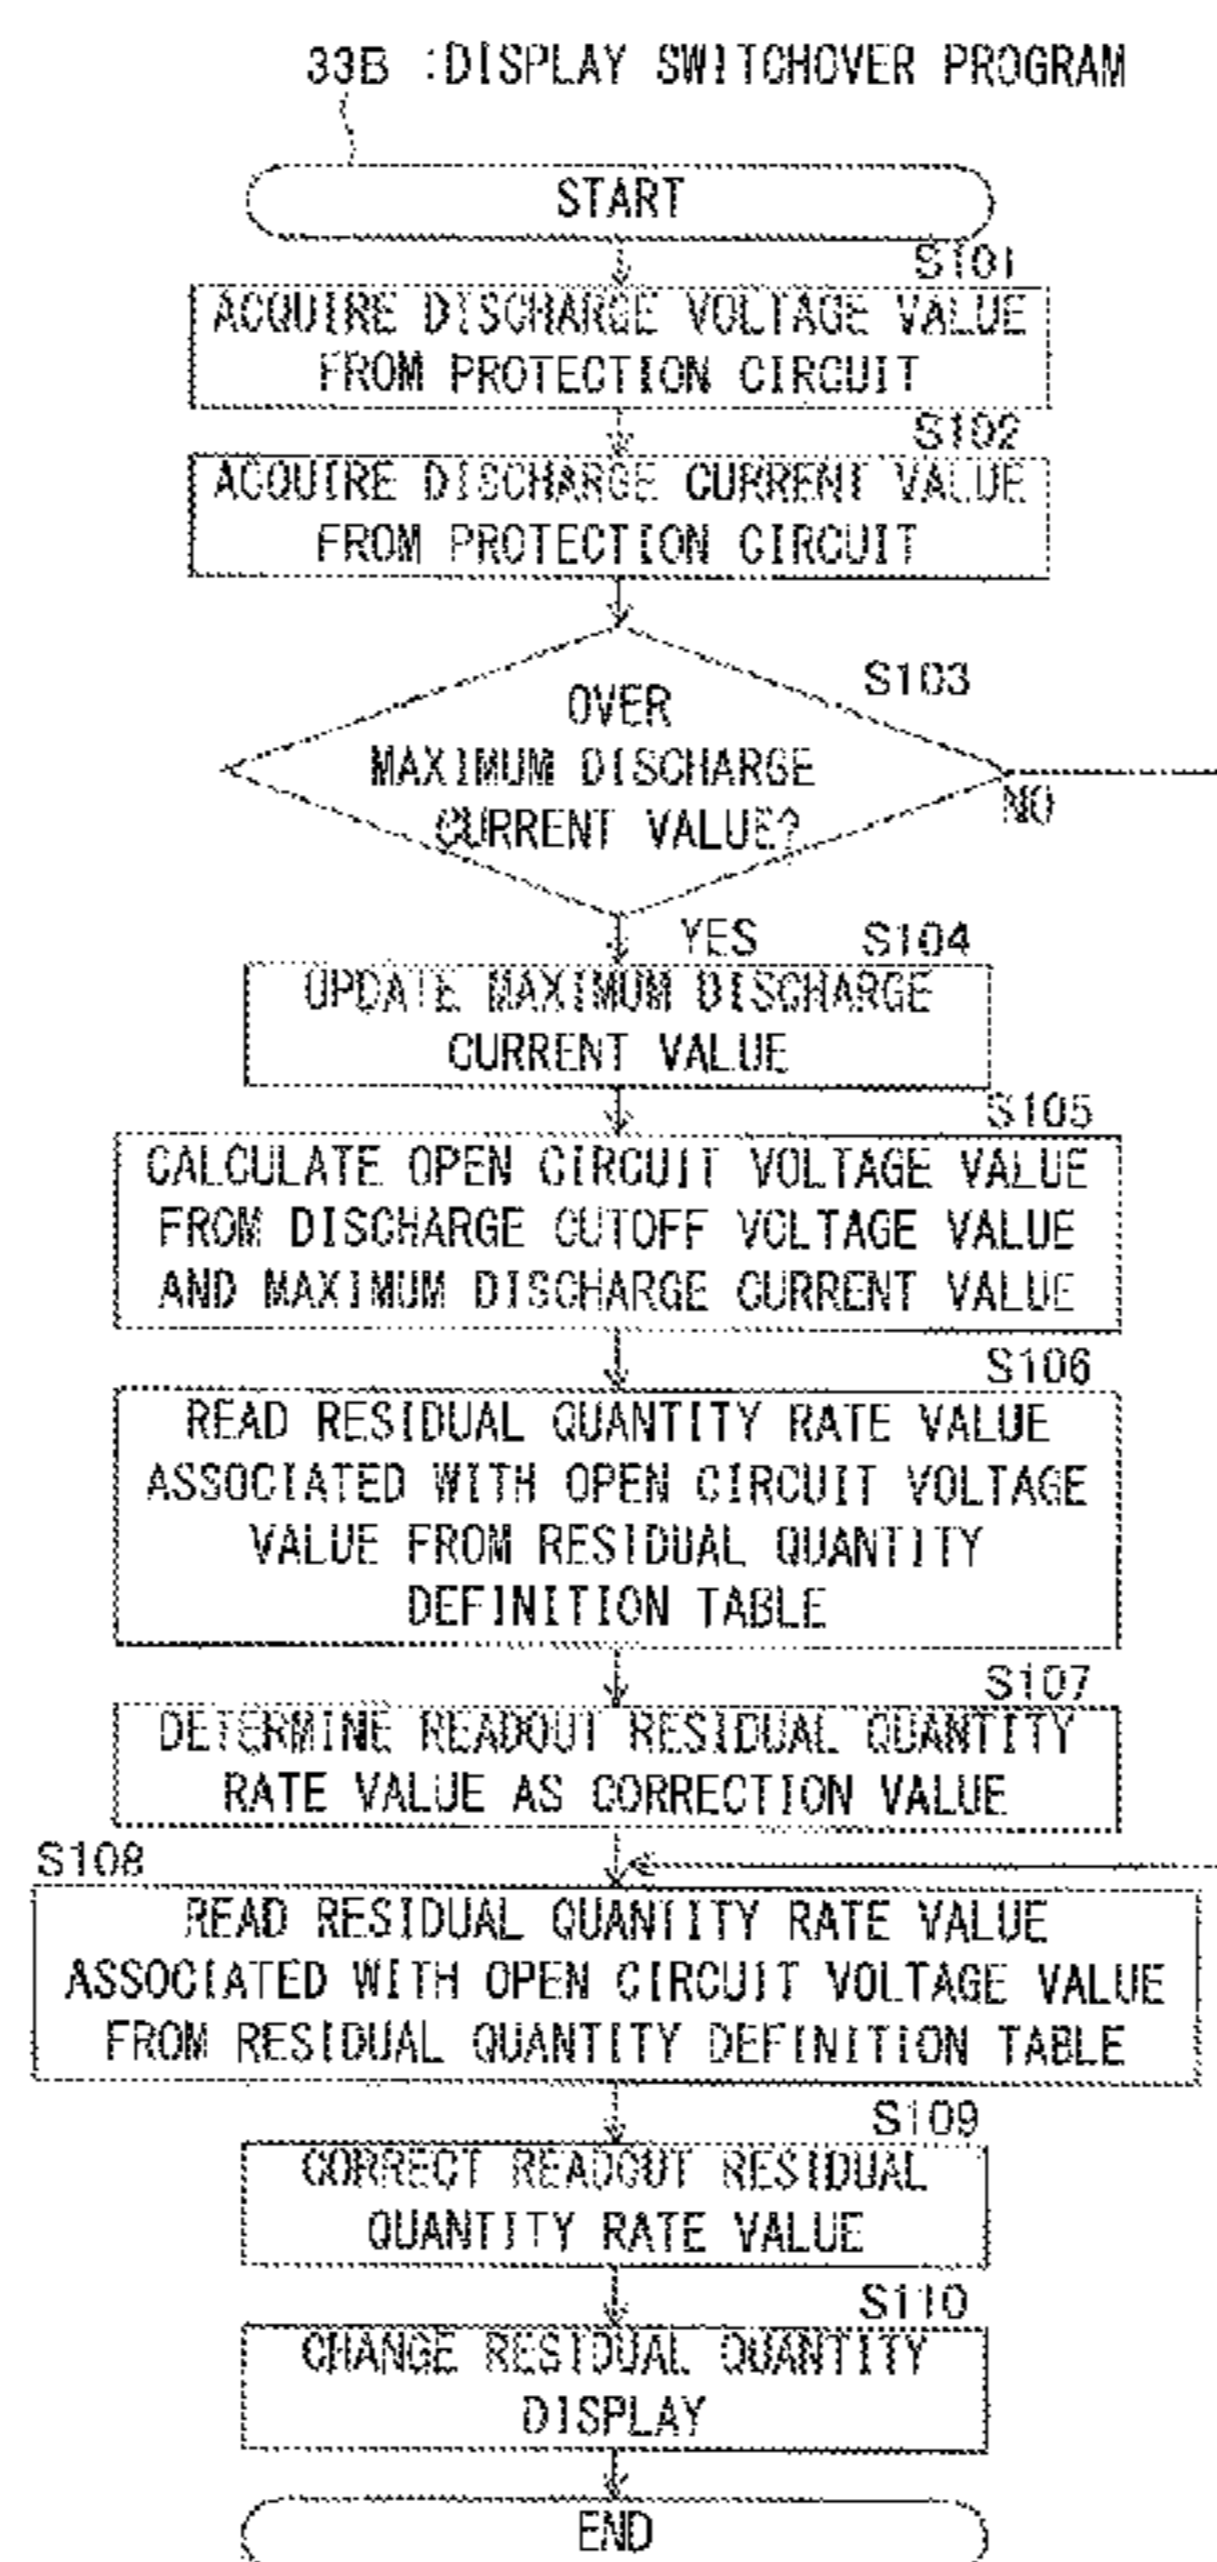 33B :DISPLAY SWITCHOVER PROGRAM
START
S101
ACQUIRE DISCHARGE VOLTAGE VALUE
FROM PROTECTION CIRCUIT
S102
ACQUIRE DISCHARGE CURRENT VALUE
FROM PROTECTION CIRCUIT
S103
OVER
MAXIMUM DISCHARGE
CURRENT VALUE?
NO
YES
S104
UPDATE MAXIMUM DISCHARGE
CURRENT VALUE
S105
CALCULATE OPEN CIRCUIT VOLTAGE VALUE
FROM DISCHARGE CUTOFF VOLTAGE VALUE
AND MAXIMUM DISCHARGE CURRENT VALUE
S106
READ RESIDUAL QUANTITY RATE VALUE
ASSOCIATED WITH OPEN CIRCUIT VOLTAGE
VALUE FROM RESIDUAL QUANTITY
DEFINITION TABLE
S107
DETERMINE READOUT RESIDUAL QUANTITY
RATE VALUE AS CORRECTION VALUE
S108
READ RESIDUAL QUANTITY RATE VALUE
ASSOCIATED WITH OPEN CIRCUIT VOLTAGE VALUE
FROM RESIDUAL QUANTITY DEFINITION TABLE
S109
CORRECT READOUT RESIDUAL
QUANTITY RATE VALUE
S110
CHANGE RESIDUAL QUANTITY
DISPLAY
END